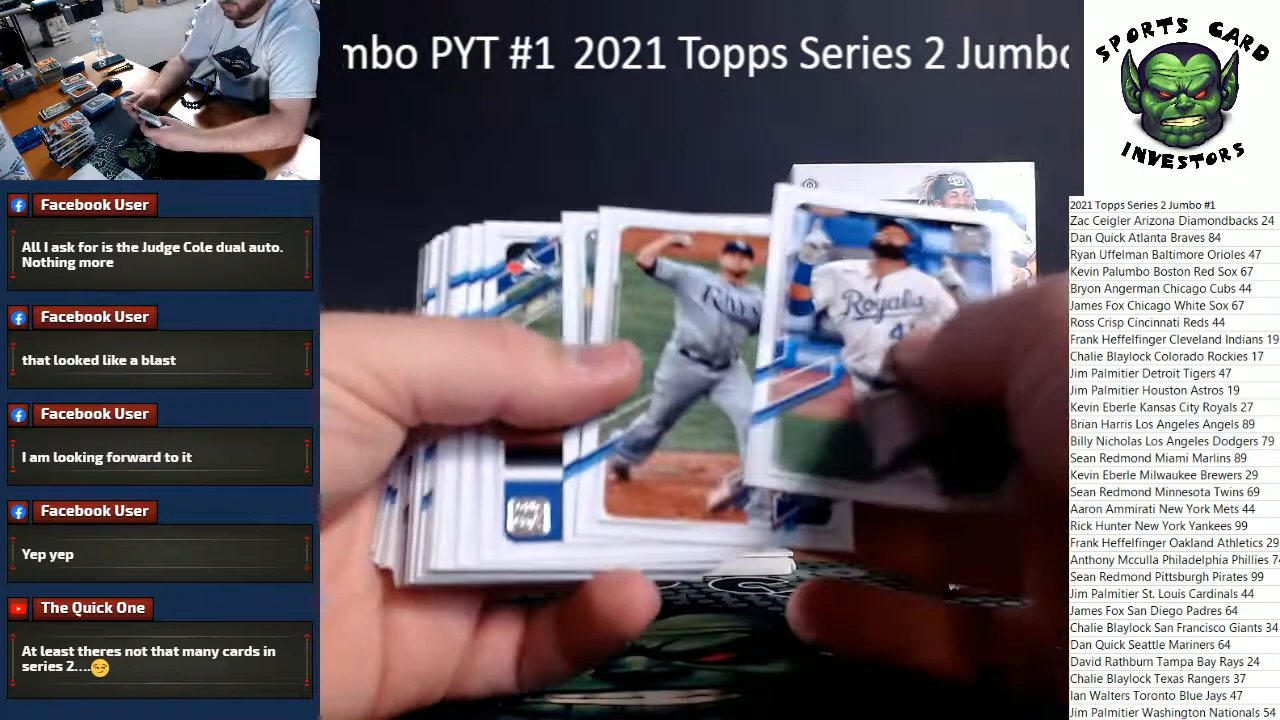 mbo PYT #1 2021 Topps Series 2 Jumbo
SPORTS CARD
INVESTORS
Facebook User
All I ask for is the Judge Cole dual auto.
Nothing more
Facebook User
that looked like a blast
Facebook User
I am looking forward to it
Facebook User
Yep yep
The Quick One
At least theres not that many cards in
series 2....😏
Royals
2021 Topps Series 2 Jumbo #1
Zac Ceigler Arizona Diamondbacks 24
Dan Quick Atlanta Braves 84
Ryan Uffelman Baltimore Orioles 47
Kevin Palumbo Boston Red Sox 67
Bryon Angerman Chicago Cubs 44
James Fox Chicago White Sox 67
Ross Crisp Cincinnati Reds 44
Frank Heffelfinger Cleveland Indians 19
Chalie Blaylock Colorado Rockies 17
Jim Palmitier Detroit Tigers 47
Jim Palmitier Houston Astros 19
Kevin Eberle Kansas City Royals 27
Brian Harris Los Angeles Angels 89
Billy Nicholas Los Angeles Dodgers 79
Sean Redmond Miami Marlins 89
Kevin Eberle Milwaukee Brewers 29
Sean Redmond Minnesota Twins 69
Aaron Ammirati New York Mets 44
Rick Hunter New York Yankees 99
Frank Heffelfinger Oakland Athletics 29
Anthony Mcculla Philadelphia Phillies 74
Sean Redmond Pittsburgh Pirates 99
Jim Palmitier St. Louis Cardinals 44
James Fox San Diego Padres 64
Chalie Blaylock San Francisco Giants 34
Dan Quick Seattle Mariners 64
David Rathburn Tampa Bay Rays 24
Chalie Blaylock Texas Rangers 37
Ian Walters Toronto Blue Jays 47
Jim Palmitier Washington Nationals 54